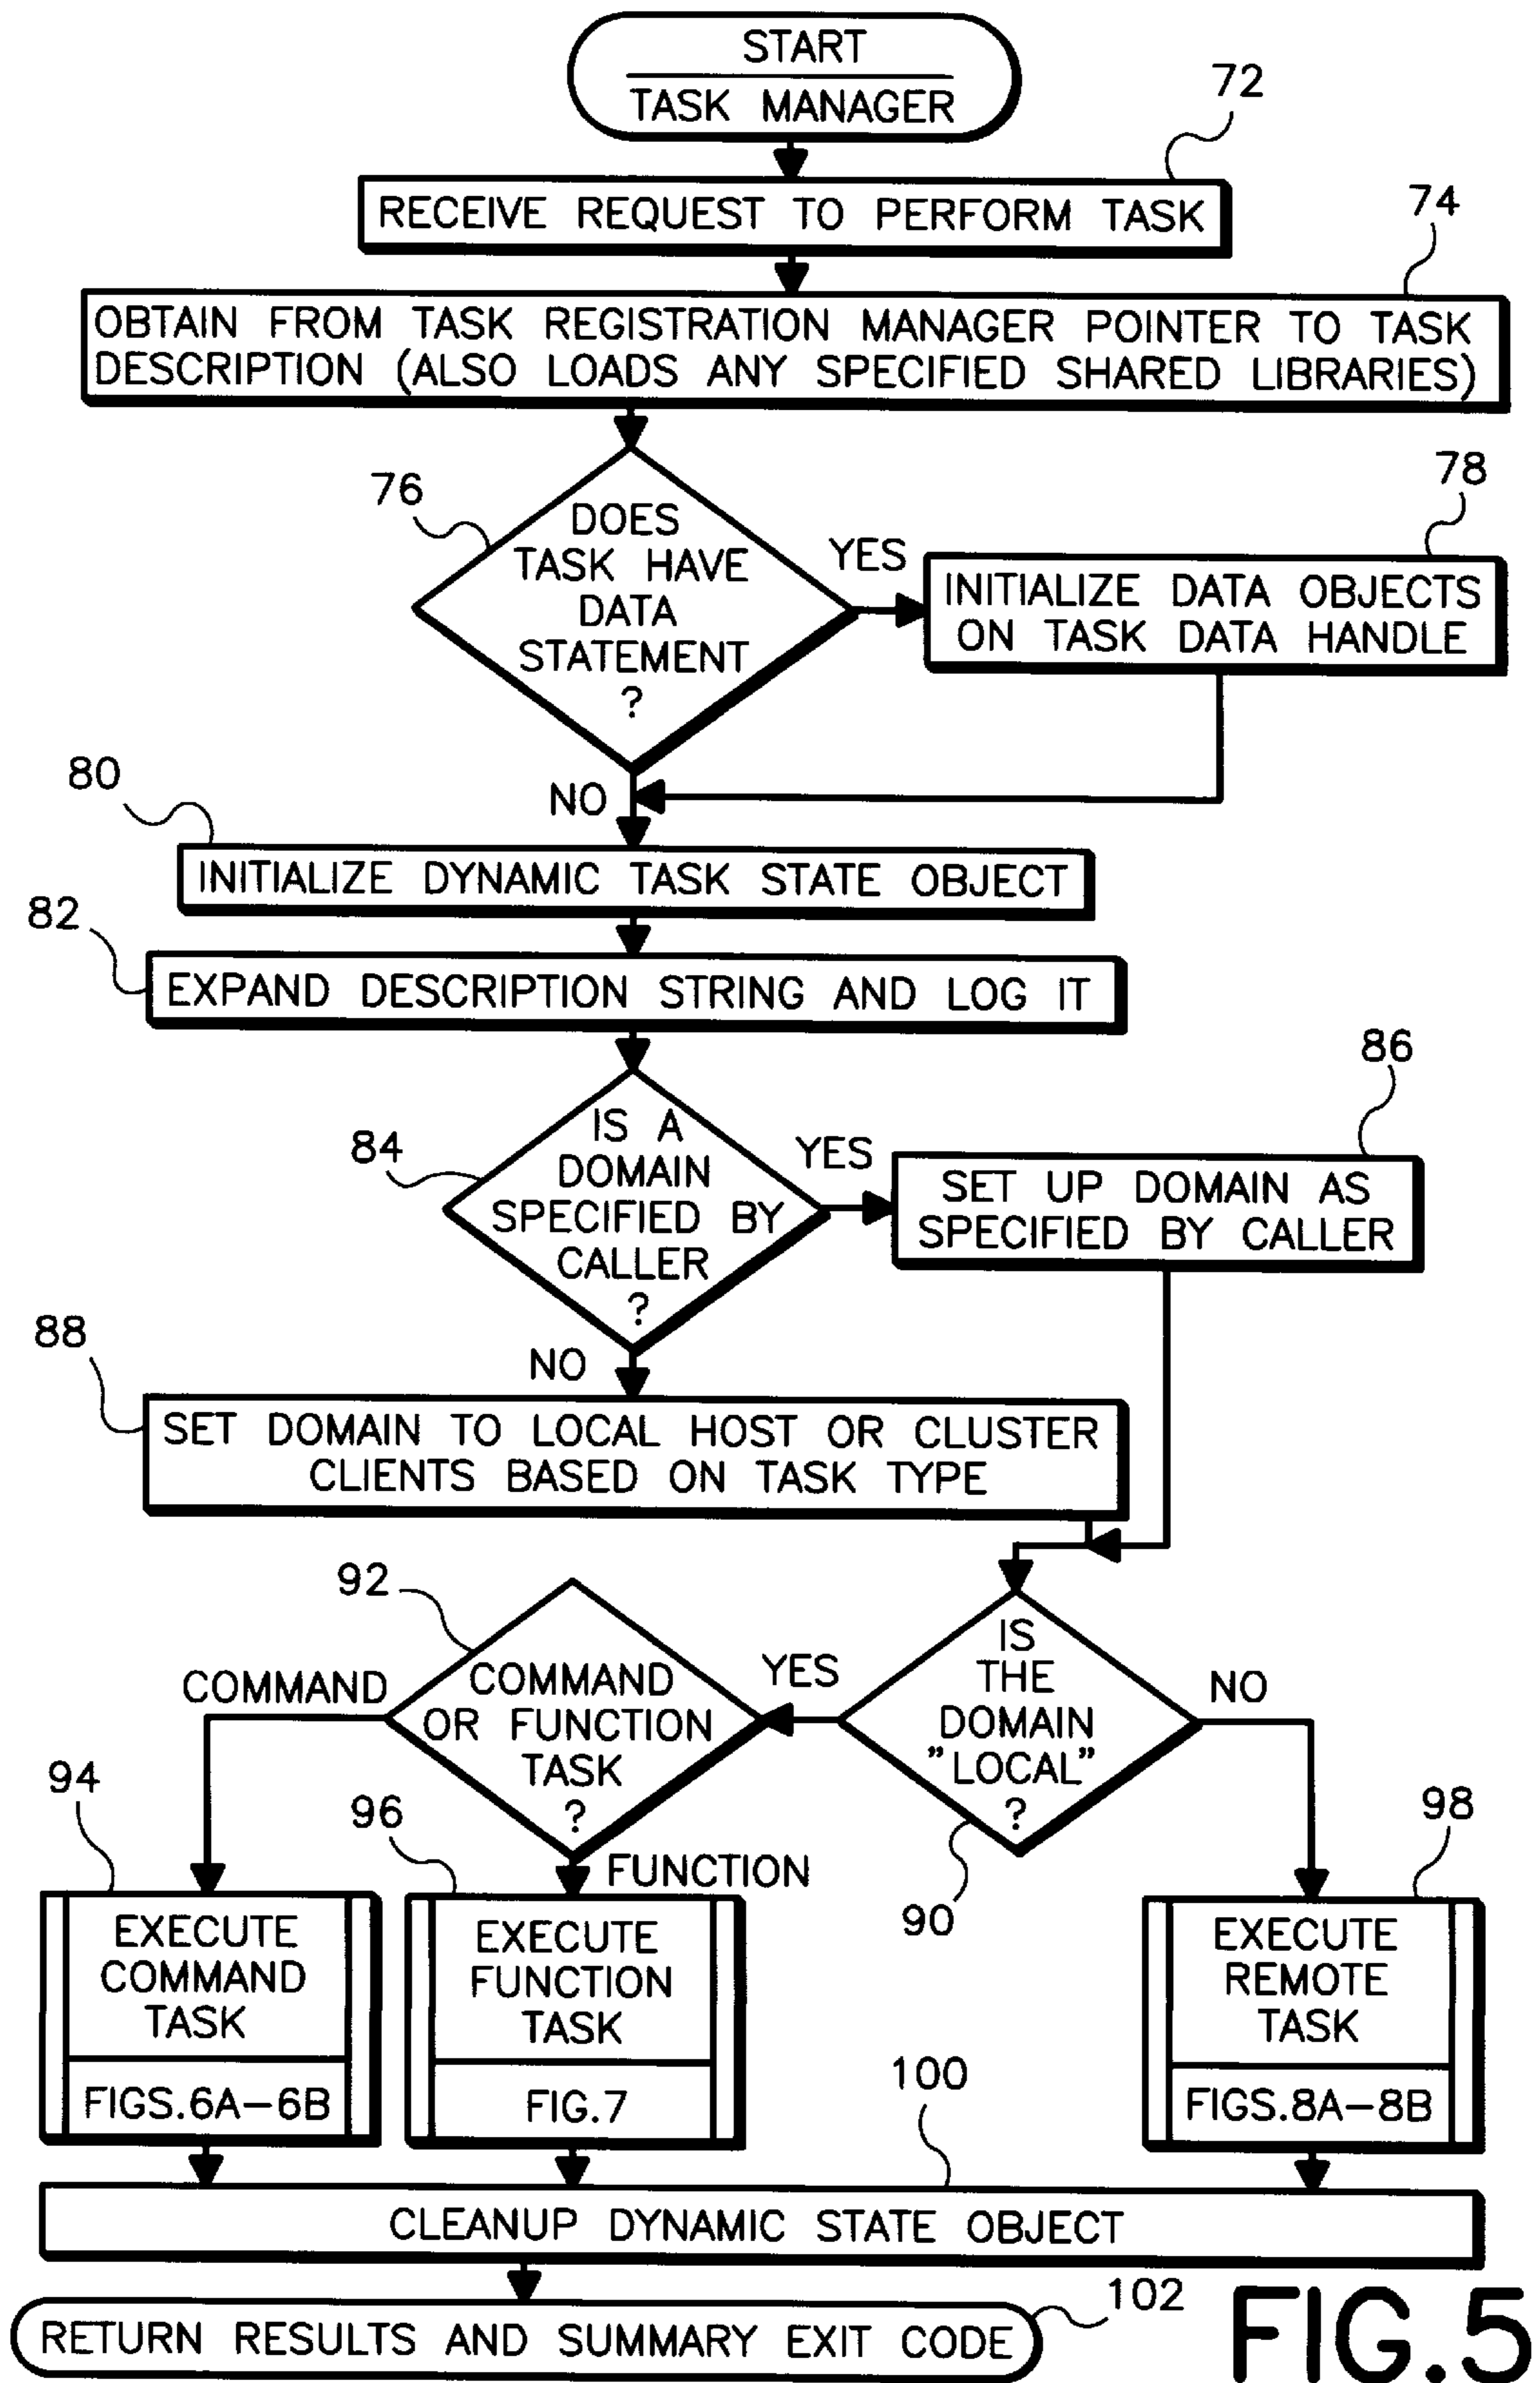 START
TASK MANAGER
72
RECEIVE REQUEST TO PERFORM TASK
74
OBTAIN FROM TASK REGISTRATION MANAGER POINTER TO TASK
DESCRIPTION (ALSO LOADS ANY SPECIFIED SHARED LIBRARIES)
76
DOES
TASK HAVE
DATA
STATEMENT
?
YES
78
INITIALIZE DATA OBJECTS
ON TASK DATA HANDLE
NO
80
INITIALIZE DYNAMIC TASK STATE OBJECT
82
EXPAND DESCRIPTION STRING AND LOG IT
84
IS A
DOMAIN
SPECIFIED BY
CALLER
?
YES
86
SET UP DOMAIN AS
SPECIFIED BY CALLER
NO
88
SET DOMAIN TO LOCAL HOST OR CLUSTER
CLIENTS BASED ON TASK TYPE
IS
THE
DOMAIN
"LOCAL"
?
90
YES
NO
92
COMMAND
OR FUNCTION
TASK
?
COMMAND
FUNCTION
94
EXECUTE
COMMAND
TASK
FIGS.6A-6B
96
EXECUTE
FUNCTION
TASK
FIG.7
98
EXECUTE
REMOTE
TASK
FIGS.8A-8B
100
CLEANUP DYNAMIC STATE OBJECT
102
RETURN RESULTS AND SUMMARY EXIT CODE
FIG.5